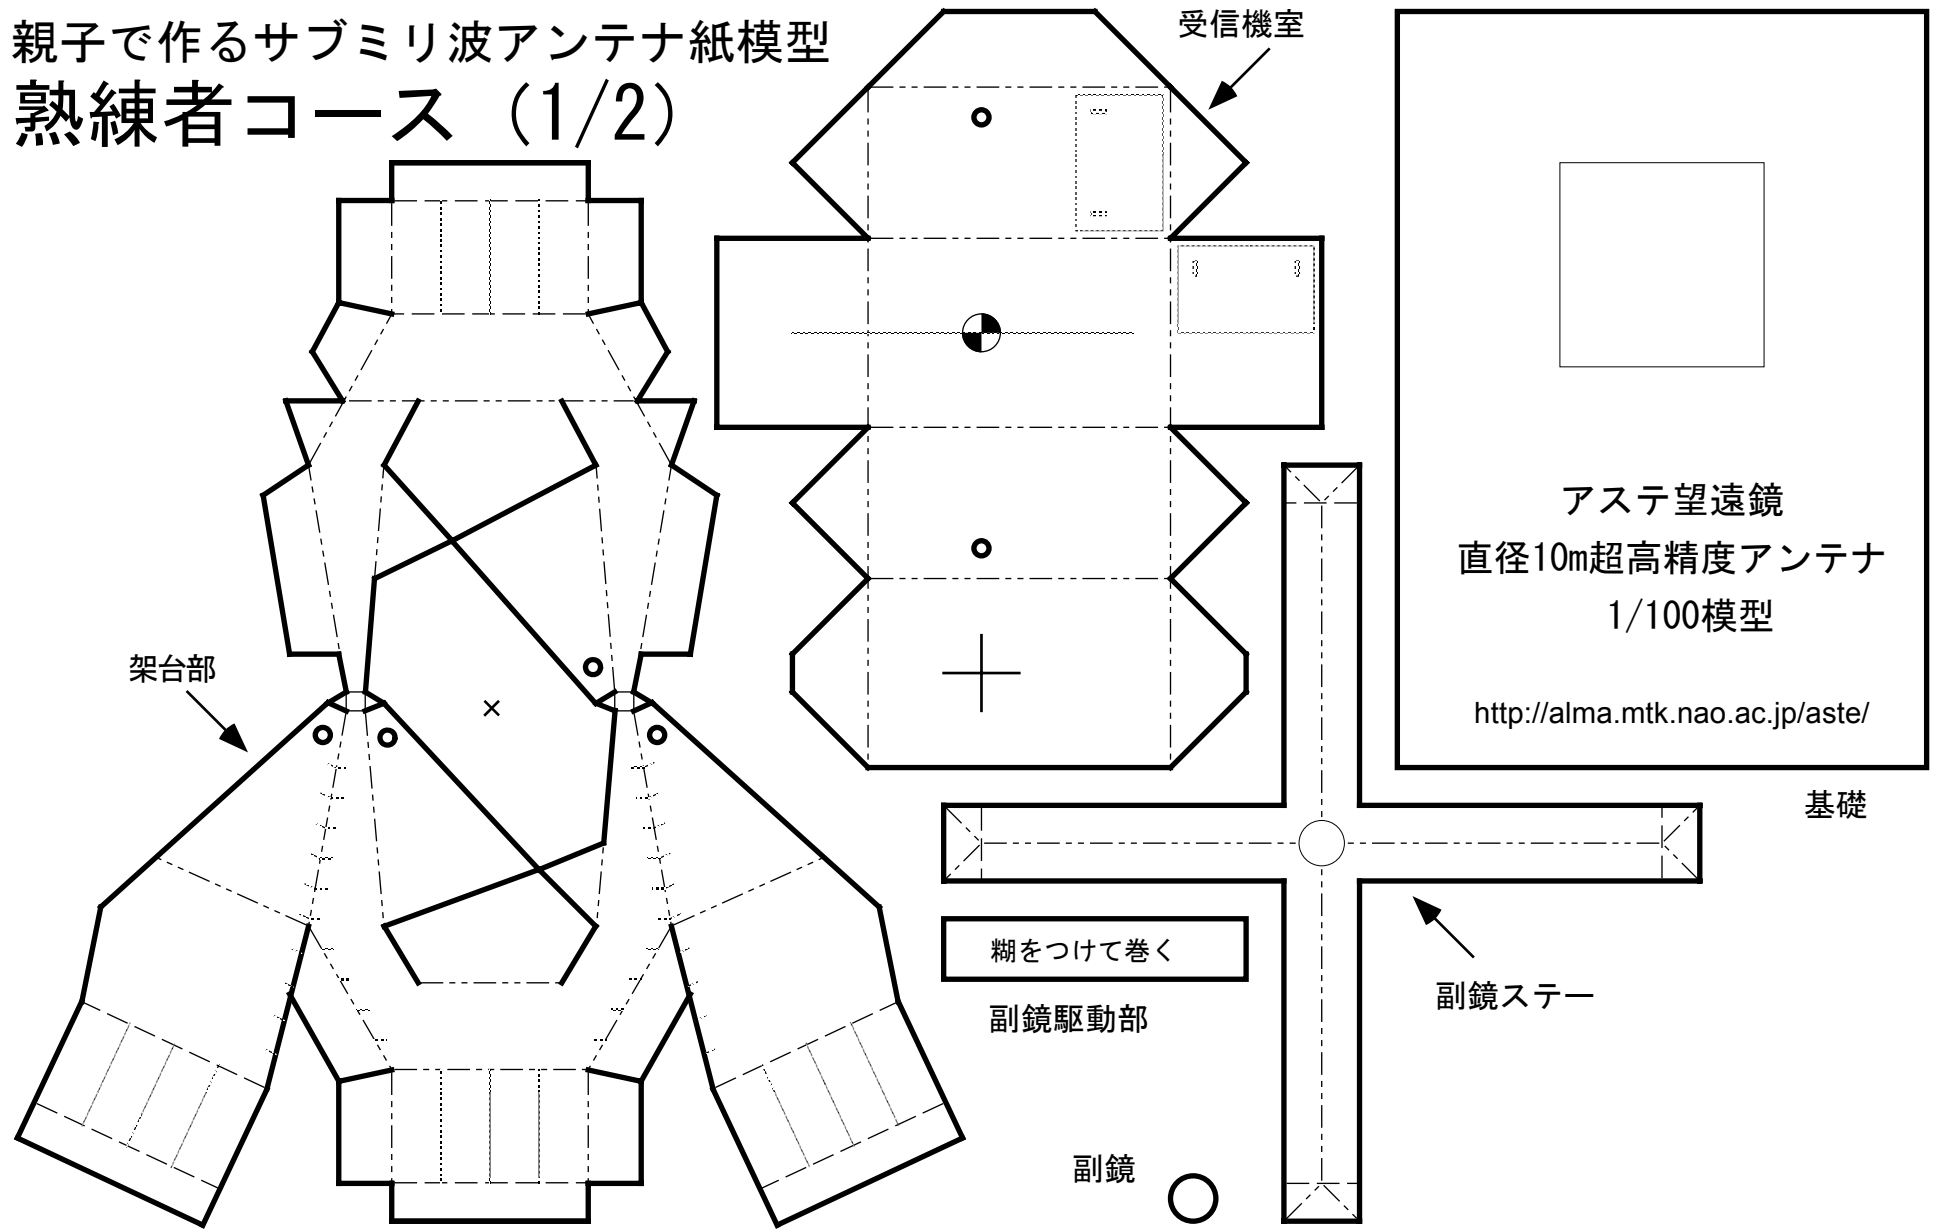 親子で作るサブミリ波アンテナ紙模型
熟練者コース (1/2)
受信機室
架台部
アステ望遠鏡
直径10m超高精度アンテナ
1/100模型
http://alma.mtk.nao.ac.jp/aste/
基礎
糊をつけて巻く
副鏡駆動部
副鏡ステー
副鏡